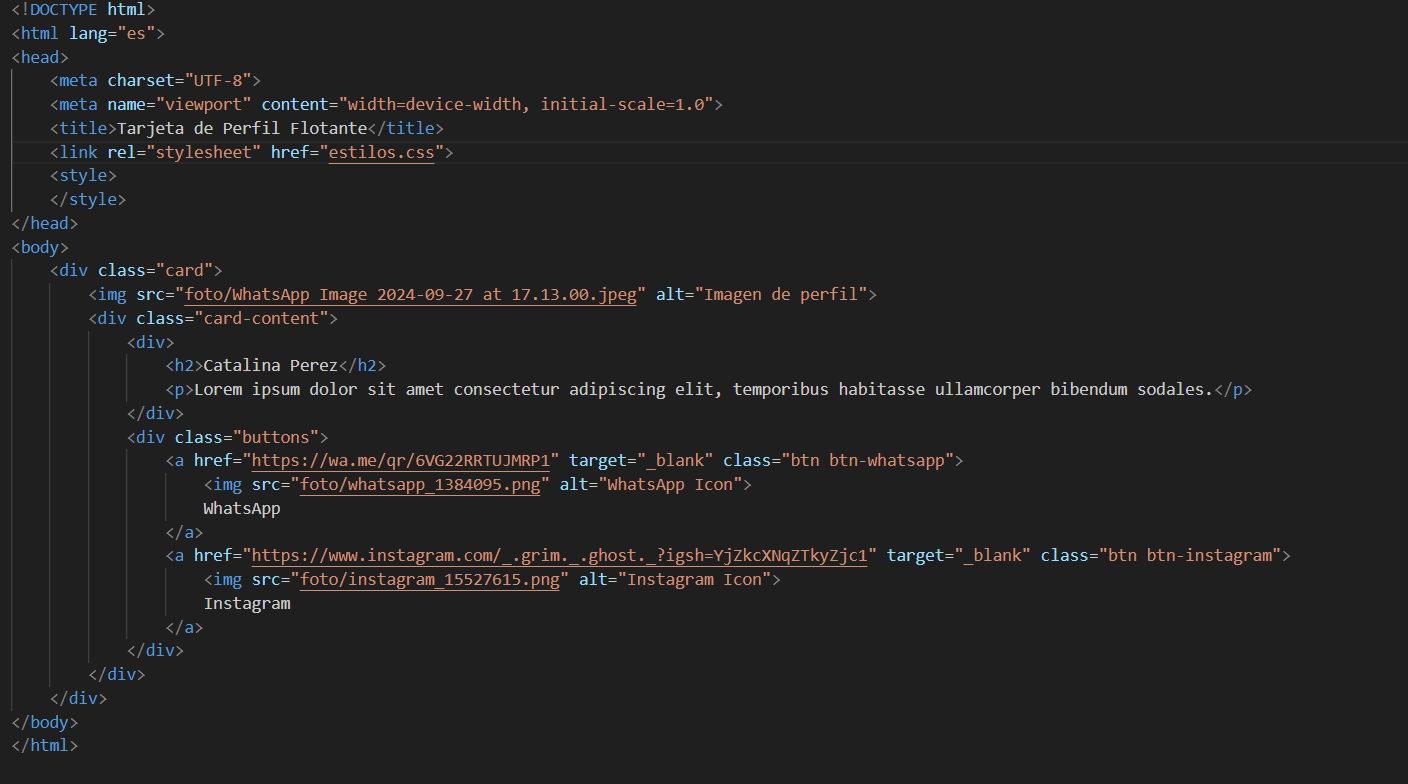 <!DOCTYPE html>
<html lang="es">
<head>
    <meta charset="UTF-8">
    <meta name="viewport" content="width=device-width, initial-scale=1.0">
    <title>Tarjeta de Perfil Flotante</title>
    <link rel="stylesheet" href="estilos.css">
    <style>
    </style>
</head>
<body>
    <div class="card">
        <img src="foto/WhatsApp Image 2024-09-27 at 17.13.00.jpeg" alt="Imagen de perfil">
        <div class="card-content">
            <div>
                <h2>Catalina Perez</h2>
                <p>Lorem ipsum dolor sit amet consectetur adipiscing elit, temporibus habitasse ullamcorper bibendum sodales.</p>
            </div>
            <div class="buttons">
                <a href="https://wa.me/qr/6VG22RRTUJMRP1" target="_blank" class="btn btn-whatsapp">
                    <img src="foto/whatsapp_1384095.png" alt="WhatsApp Icon">
                    WhatsApp
                </a>
                <a href="https://www.instagram.com/_.grim._.ghost._?igsh=YjZkcXNqZTkyZjc1" target="_blank" class="btn btn-instagram">
                    <img src="foto/instagram_15527615.png" alt="Instagram Icon">
                    Instagram
                </a>
            </div>
        </div>
    </div>
</body>
</html>